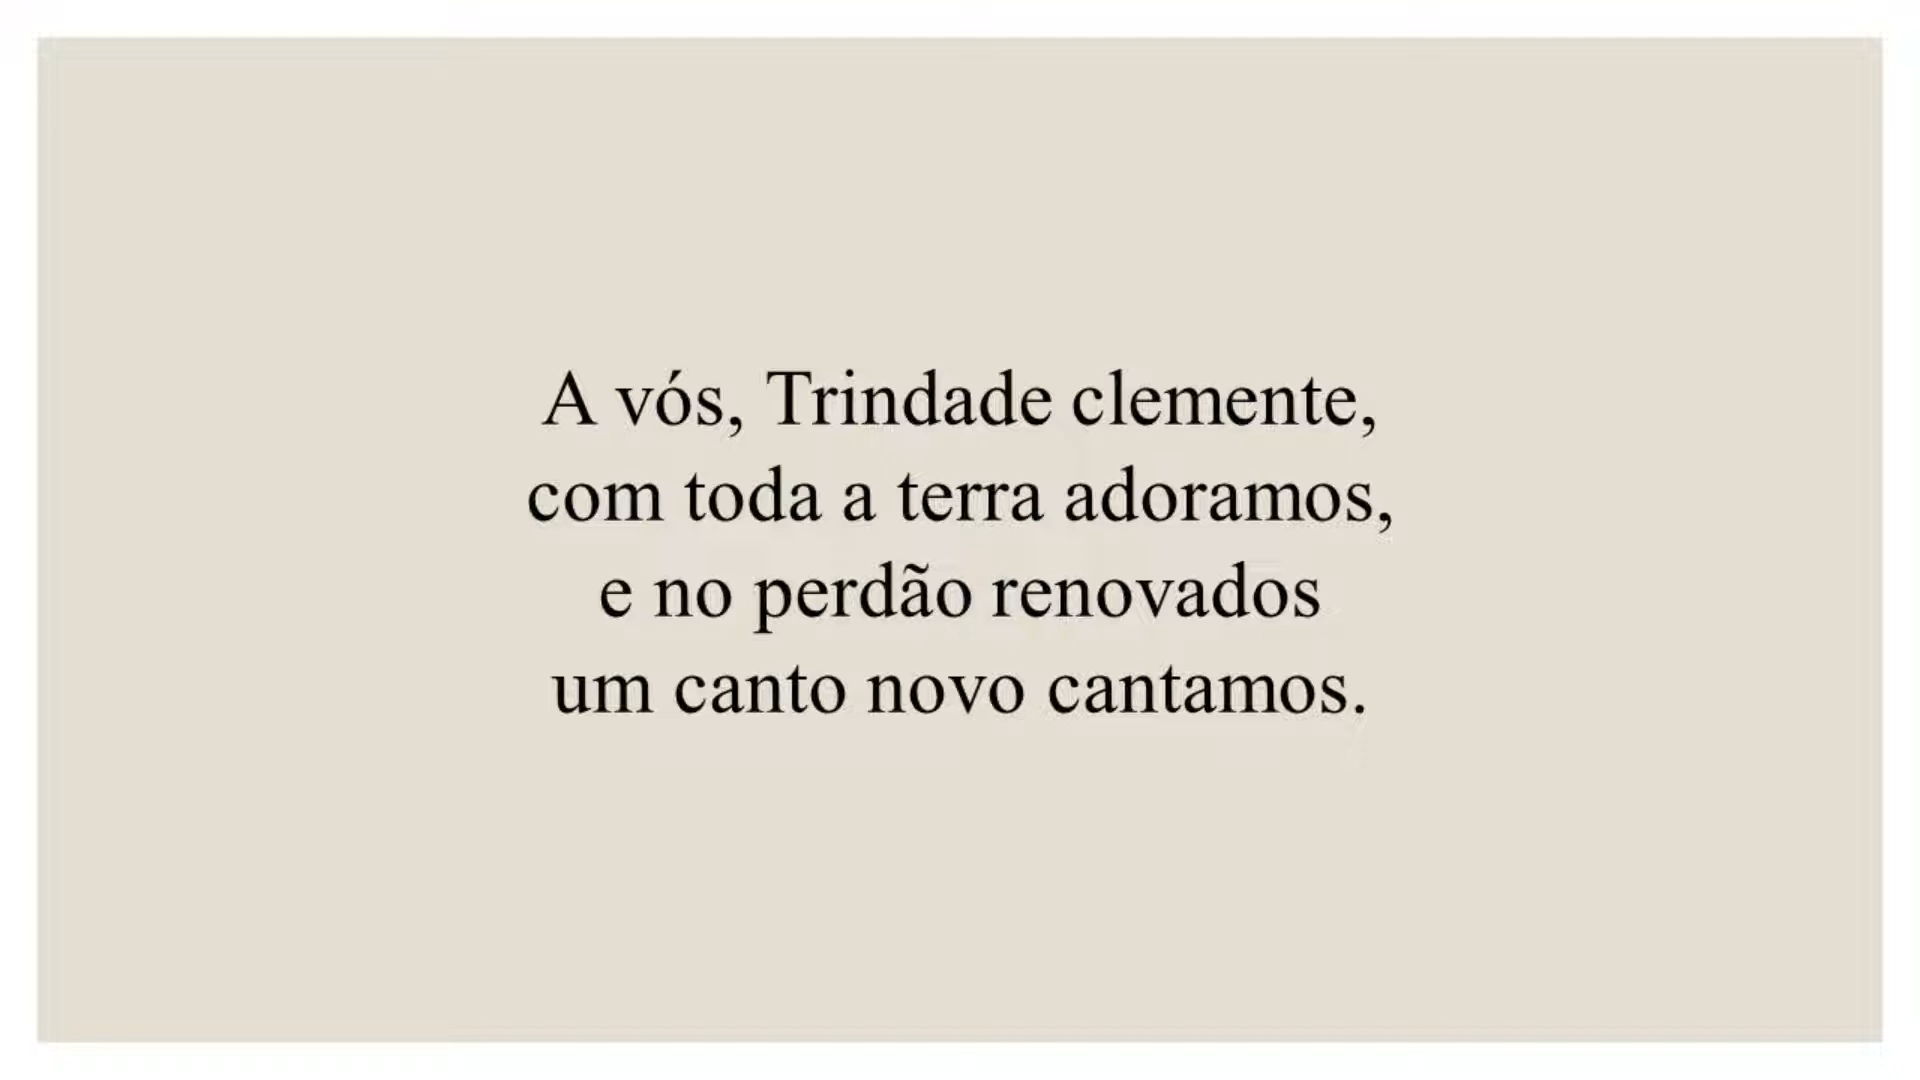 A vós, Trindade clemente,
com toda a terra adoramos,
e no perdão renovados
um canto novo cantamos.